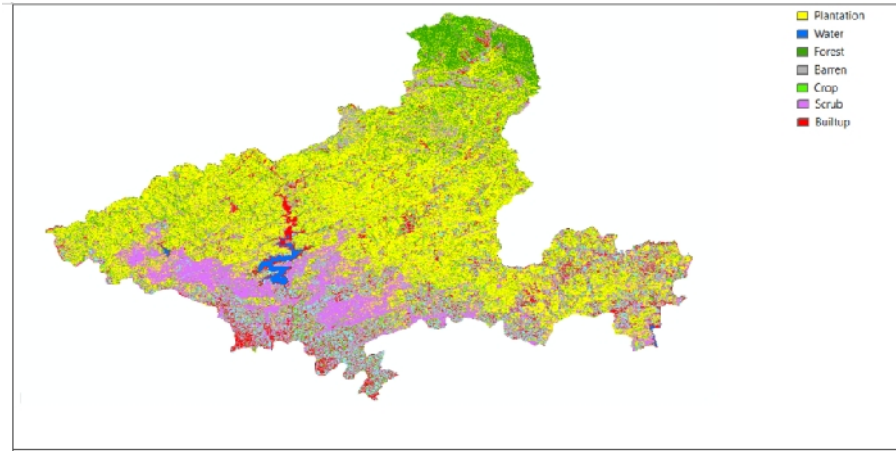 Plantation
Water
Forest
Barren
Crop
Scrub
Builtup